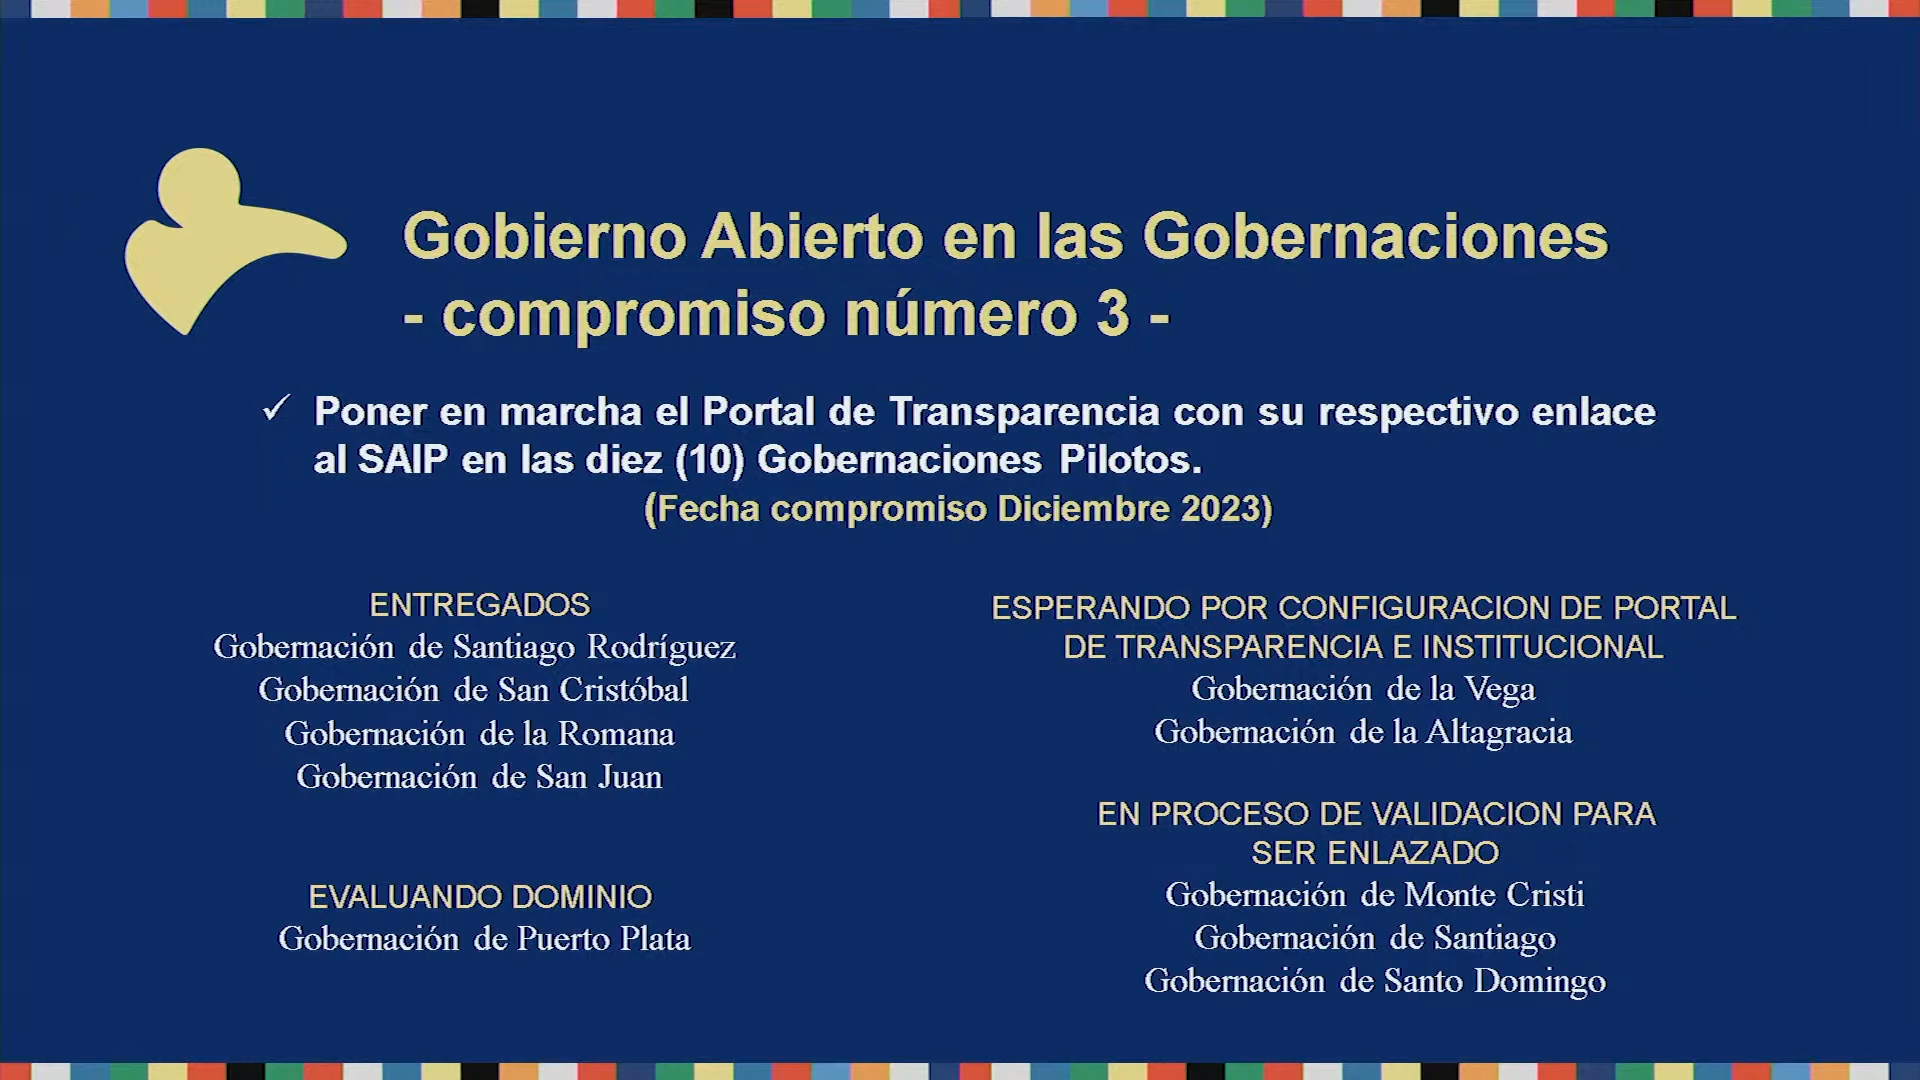 Gobierno Abierto en las Gobernaciones
- compromiso número 3 -
✓ Poner en marcha el Portal de Transparencia con su respectivo enlace
al SAIP en las diez (10) Gobernaciones Pilotos.
(Fecha compromiso Diciembre 2023)
ENTREGADOS
Gobernación de Santiago Rodríguez
Gobernación de San Cristóbal
Gobernación de la Romana
Gobernación de San Juan
EVALUANDO DOMINIO
Gobernación de Puerto Plata
ESPERANDO POR CONFIGURACION DE PORTAL
DE TRANSPARENCIA E INSTITUCIONAL
Gobernación de la Vega
Gobernación de la Altagracia
EN PROCESO DE VALIDACION PARA
SER ENLAZADO
Gobernación de Monte Cristi
Gobernación de Santiago
Gobernación de Santo Domingo